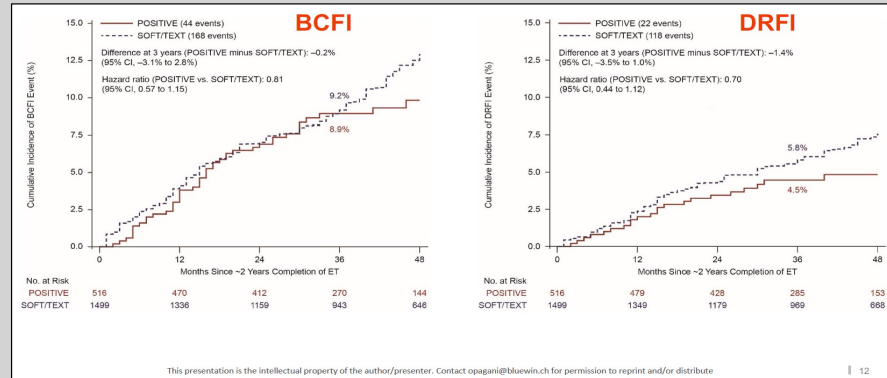 BCFI
15.0
POSITIVE (44 events)
SOFT/TEXT (168 events)
Difference at 3 years (POSITIVE minus SOFT/TEXT): –0.2%
(95% CI, –3.1% to 2.8%)
Hazard ratio (POSITIVE vs. SOFT/TEXT): 0.81
(95% CI, 0.57 to 1.15)
12.5
10.0
7.5
5.0
2.5
0.0
Cumulative Incidence of BCFI Event (%)
9.2%
8.9%
0 12 24 36 48
Months Since ~2 Years Completion of ET
No. at Risk
POSITIVE 516 470 412 270 144
SOFT/TEXT 1499 1336 1159 943 646
DRFI
15.0
POSITIVE (22 events)
SOFT/TEXT (118 events)
Difference at 3 years (POSITIVE minus SOFT/TEXT): –1.4%
(95% CI, –3.5% to 1.0%)
Hazard ratio (POSITIVE vs. SOFT/TEXT): 0.70
(95% CI, 0.44 to 1.12)
12.5
10.0
7.5
5.0
2.5
0.0
Cumulative Incidence of DRFI Event (%)
5.8%
4.5%
0 12 24 36 48
Months Since ~2 Years Completion of ET
No. at Risk
POSITIVE 516 479 428 285 153
SOFT/TEXT 1499 1349 1179 969 668
This presentation is the intellectual property of the author/presenter. Contact opagani@bluewin.ch for permission to reprint and/or distribute
12